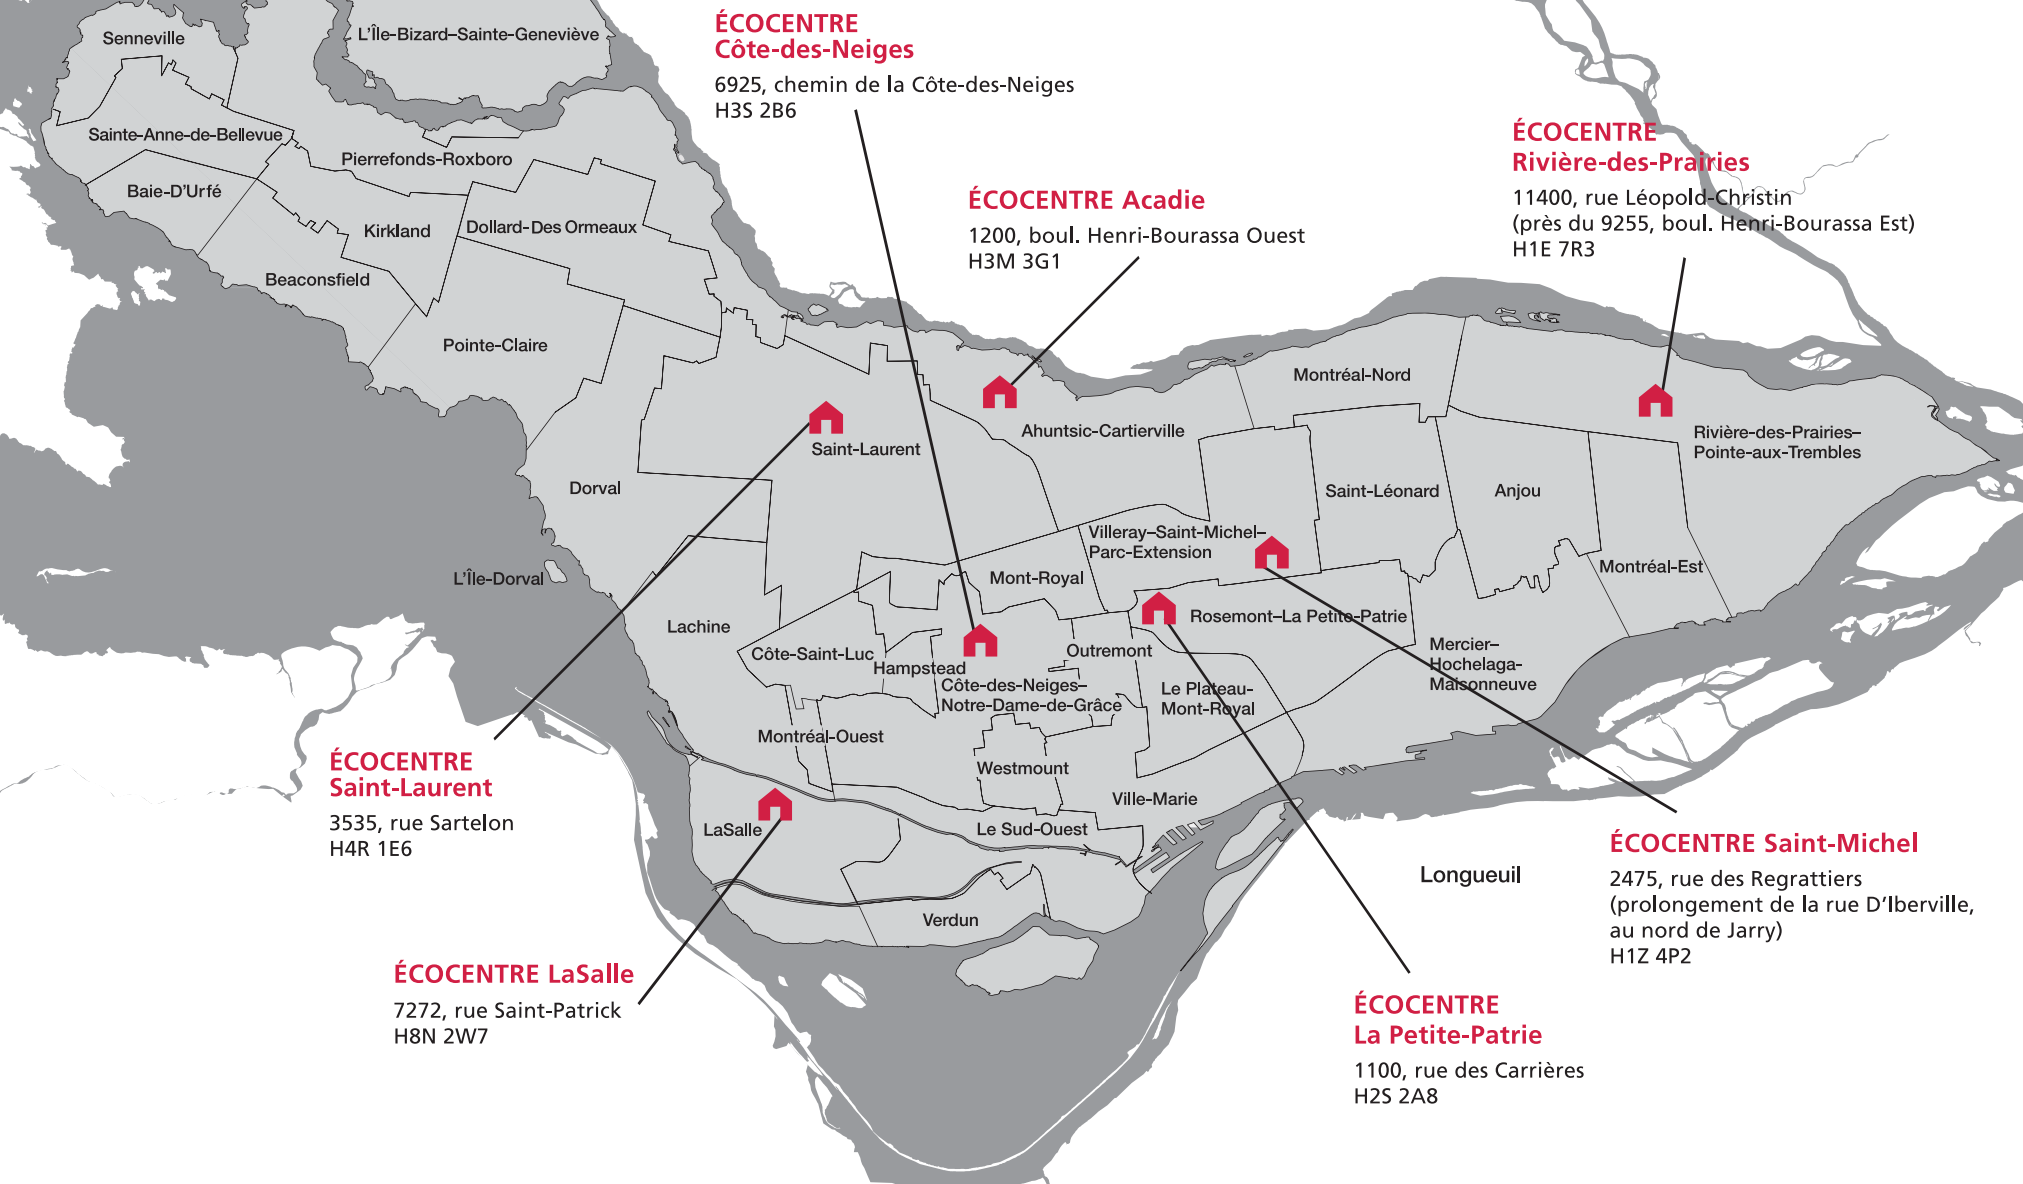 Senneville
L'Île-Bizard–Sainte-Geneviève
ÉCOCENTRE
Côte-des-Neiges
6925, chemin de la Côte-des-Neiges
H3S 2B6
Sainte-Anne-de-Bellevue
Pierrefonds-Roxboro
Baie-D'Urfé
Kirkland
Dollard-Des Ormeaux
Beaconsfield
Pointe-Claire
ÉCOCENTRE Acadie
1200, boul. Henri-Bourassa Ouest
H3M 3G1
ÉCOCENTRE
Rivière-des-Prairies
11400, rue Léopold-Christin
(près du 9255, boul. Henri-Bourassa Est)
H1E 7R3
Montréal-Nord
Ahuntsic-Cartierville
Saint-Laurent
Rivière-des-Prairies–
Pointe-aux-Trembles
Dorval
Saint-Léonard
Anjou
Villeray–Saint-Michel–
Parc-Extension
Montréal-Est
L'Île-Dorval
Mont-Royal
Lachine
Rosemont–La Petite-Patrie
Côte-Saint-Luc
Hampstead
Outremont
Mercier–
Hochelaga-
Maisonneuve
Côte-des-Neiges–
Notre-Dame-de-Grâce
Le Plateau-
Mont-Royal
Montréal-Ouest
Westmount
Ville-Marie
LaSalle
Le Sud-Ouest
Verdun
Longueuil
ÉCOCENTRE
Saint-Laurent
3535, rue Sartelon
H4R 1E6
ÉCOCENTRE Saint-Michel
2475, rue des Regrattiers
(prolongement de la rue D'Iberville,
au nord de Jarry)
H1Z 4P2
ÉCOCENTRE LaSalle
7272, rue Saint-Patrick
H8N 2W7
ÉCOCENTRE
La Petite-Patrie
1100, rue des Carrières
H2S 2A8